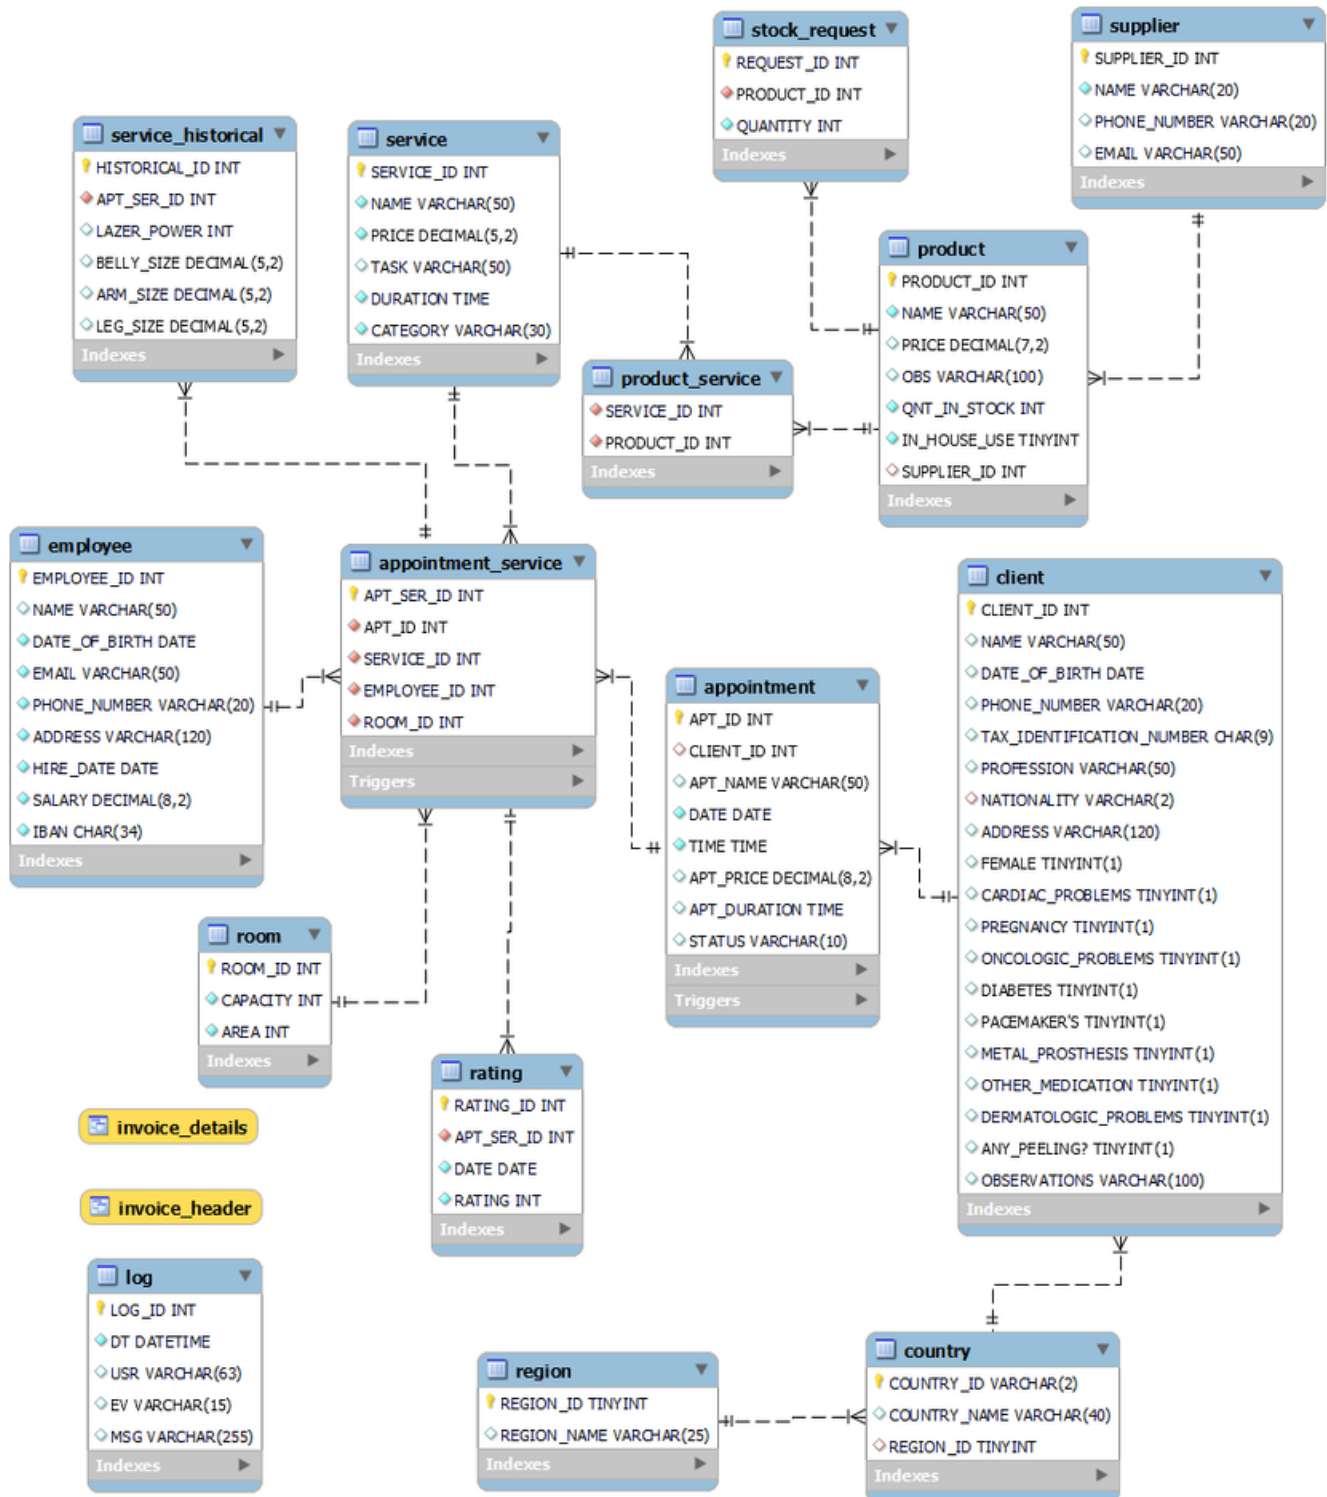 stock_request
REQUEST_ID INT
PRODUCT_ID INT
QUANTITY INT
Indexes
supplier
SUPPLIER_ID INT
NAME VARCHAR(20)
PHONE_NUMBER VARCHAR(20)
EMAIL VARCHAR(50)
Indexes
service_historical
HISTORICAL_ID INT
APT_SER_ID INT
LAZER_POWER INT
BELLY_SIZE DECIMAL(5,2)
ARM_SIZE DECIMAL(5,2)
LEG_SIZE DECIMAL(5,2)
Indexes
service
SERVICE_ID INT
NAME VARCHAR(50)
PRICE DECIMAL(5,2)
TASK VARCHAR(50)
DURATION TIME
CATEGORY VARCHAR(30)
Indexes
product
PRODUCT_ID INT
NAME VARCHAR(50)
PRICE DECIMAL(7,2)
OBS VARCHAR(100)
QNT_IN_STOCK INT
IN_HOUSE_USE TINYINT
SUPPLIER_ID INT
Indexes
product_service
SERVICE_ID INT
PRODUCT_ID INT
Indexes
employee
EMPLOYEE_ID INT
NAME VARCHAR(50)
DATE_OF_BIRTH DATE
EMAIL VARCHAR(50)
PHONE_NUMBER VARCHAR(20)
ADDRESS VARCHAR(120)
HIRE_DATE DATE
SALARY DECIMAL(8,2)
IBAN CHAR(34)
Indexes
appointment_service
APT_SER_ID INT
APT_ID INT
SERVICE_ID INT
EMPLOYEE_ID INT
ROOM_ID INT
Indexes
Triggers
client
CLIENT_ID INT
NAME VARCHAR(50)
DATE_OF_BIRTH DATE
PHONE_NUMBER VARCHAR(20)
TAX_IDENTIFICATION_NUMBER CHAR(9)
PROFESSION VARCHAR(50)
NATIONALITY VARCHAR(2)
ADDRESS VARCHAR(120)
FEMALE TINYINT(1)
CARDIAC_PROBLEMS TINYINT(1)
PREGNANCY TINYINT(1)
ONCOLOGIC_PROBLEMS TINYINT(1)
DIABETES TINYINT(1)
PACEMAKER'S TINYINT(1)
METAL_PROSTHESIS TINYINT(1)
OTHER_MEDICATION TINYINT(1)
DERMATOLOGIC_PROBLEMS TINYINT(1)
ANY_PEELING? TINYINT(1)
OBSERVATIONS VARCHAR(100)
Indexes
appointment
APT_ID INT
CLIENT_ID INT
APT_NAME VARCHAR(50)
DATE DATE
TIME TIME
APT_PRICE DECIMAL(8,2)
APT_DURATION TIME
STATUS VARCHAR(10)
Indexes
Triggers
room
ROOM_ID INT
CAPACITY INT
AREA INT
Indexes
rating
RATING_ID INT
APT_SER_ID INT
DATE DATE
RATING INT
Indexes
invoice_details
invoice_header
log
LOG_ID INT
DT DATETIME
USR VARCHAR(63)
EV VARCHAR(15)
MSG VARCHAR(255)
Indexes
region
REGION_ID TINYINT
REGION_NAME VARCHAR(25)
Indexes
country
COUNTRY_ID VARCHAR(2)
COUNTRY_NAME VARCHAR(40)
REGION_ID TINYINT
Indexes